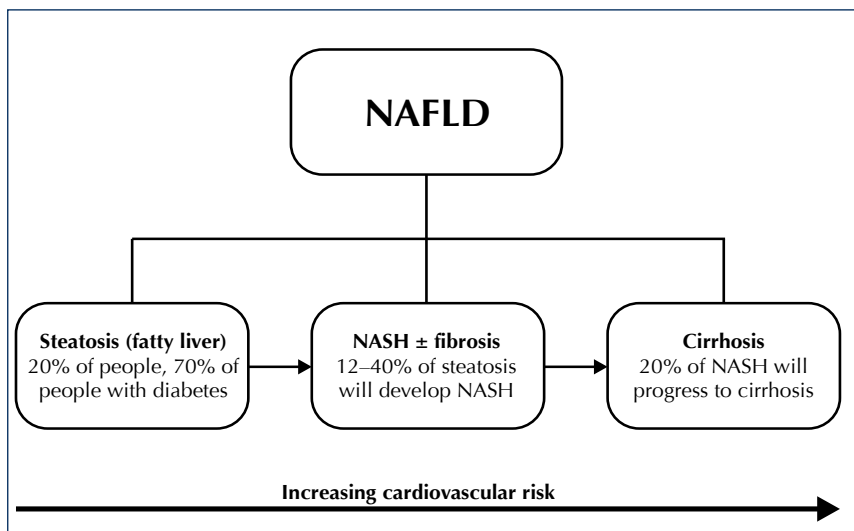 NAFLD
Steatosis (fatty liver)
20% of people, 70% of
people with diabetes
NASH ± fibrosis
12–40% of steatosis
will develop NASH
Cirrhosis
20% of NASH will
progress to cirrhosis
Increasing cardiovascular risk